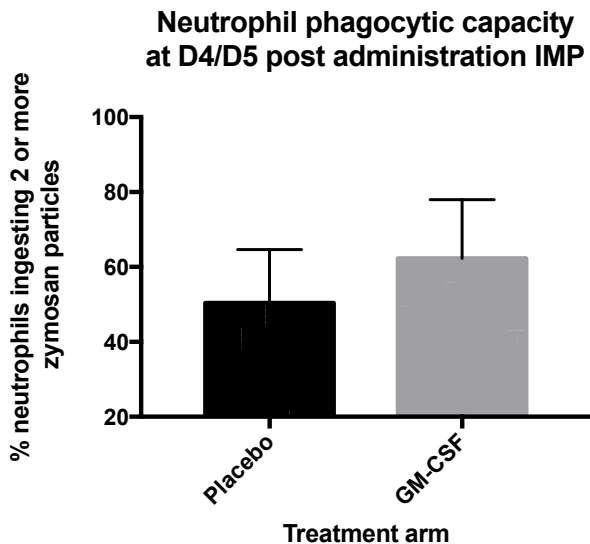 Neutrophil phagocytic capacity
at D4/D5 post administration IMP
% neutrophils ingesting 2 or more
zymosan particles
100
80
60
40
20
Placebo
GM-CSF
Treatment arm